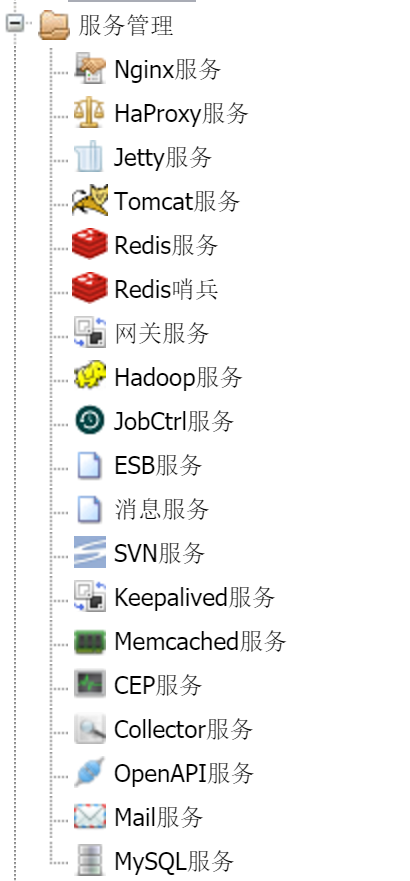 服务管理
Nginx服务
HaProxy服务
Jetty服务
Tomcat服务
Redis服务
Redis哨兵
网关服务
Hadoop服务
JobCtrl服务
ESB服务
消息服务
SVN服务
Keepalived服务
Memcached服务
CEP服务
Collector服务
OpenAPI服务
Mail服务
MySQL服务